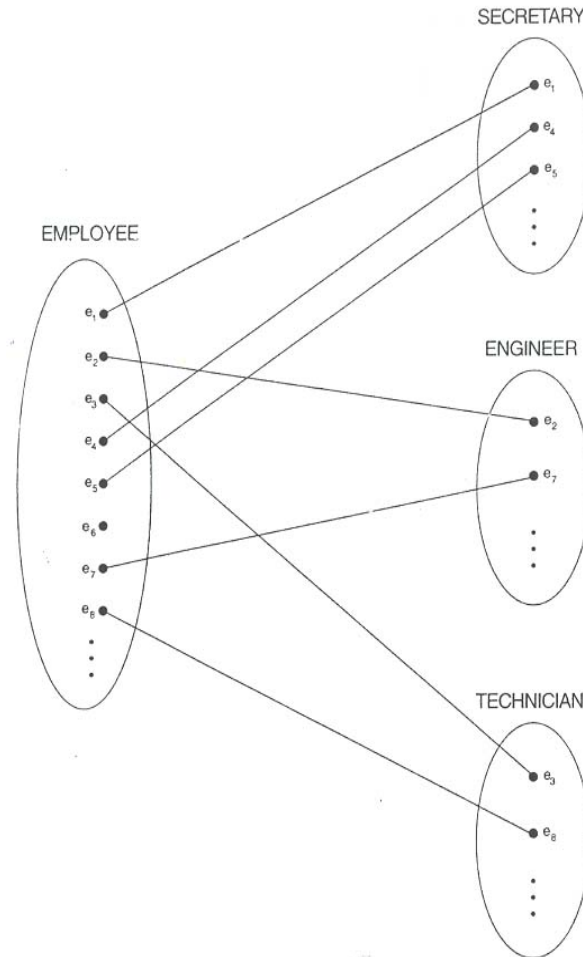 SECRETARY
e₁
e₄
e₅
EMPLOYEE
e₁
e₂
e₃
e₄
e₅
e₆
e₇
e₈
ENGINEER
e₂
e₇
TECHNICIAN
e₃
e₈